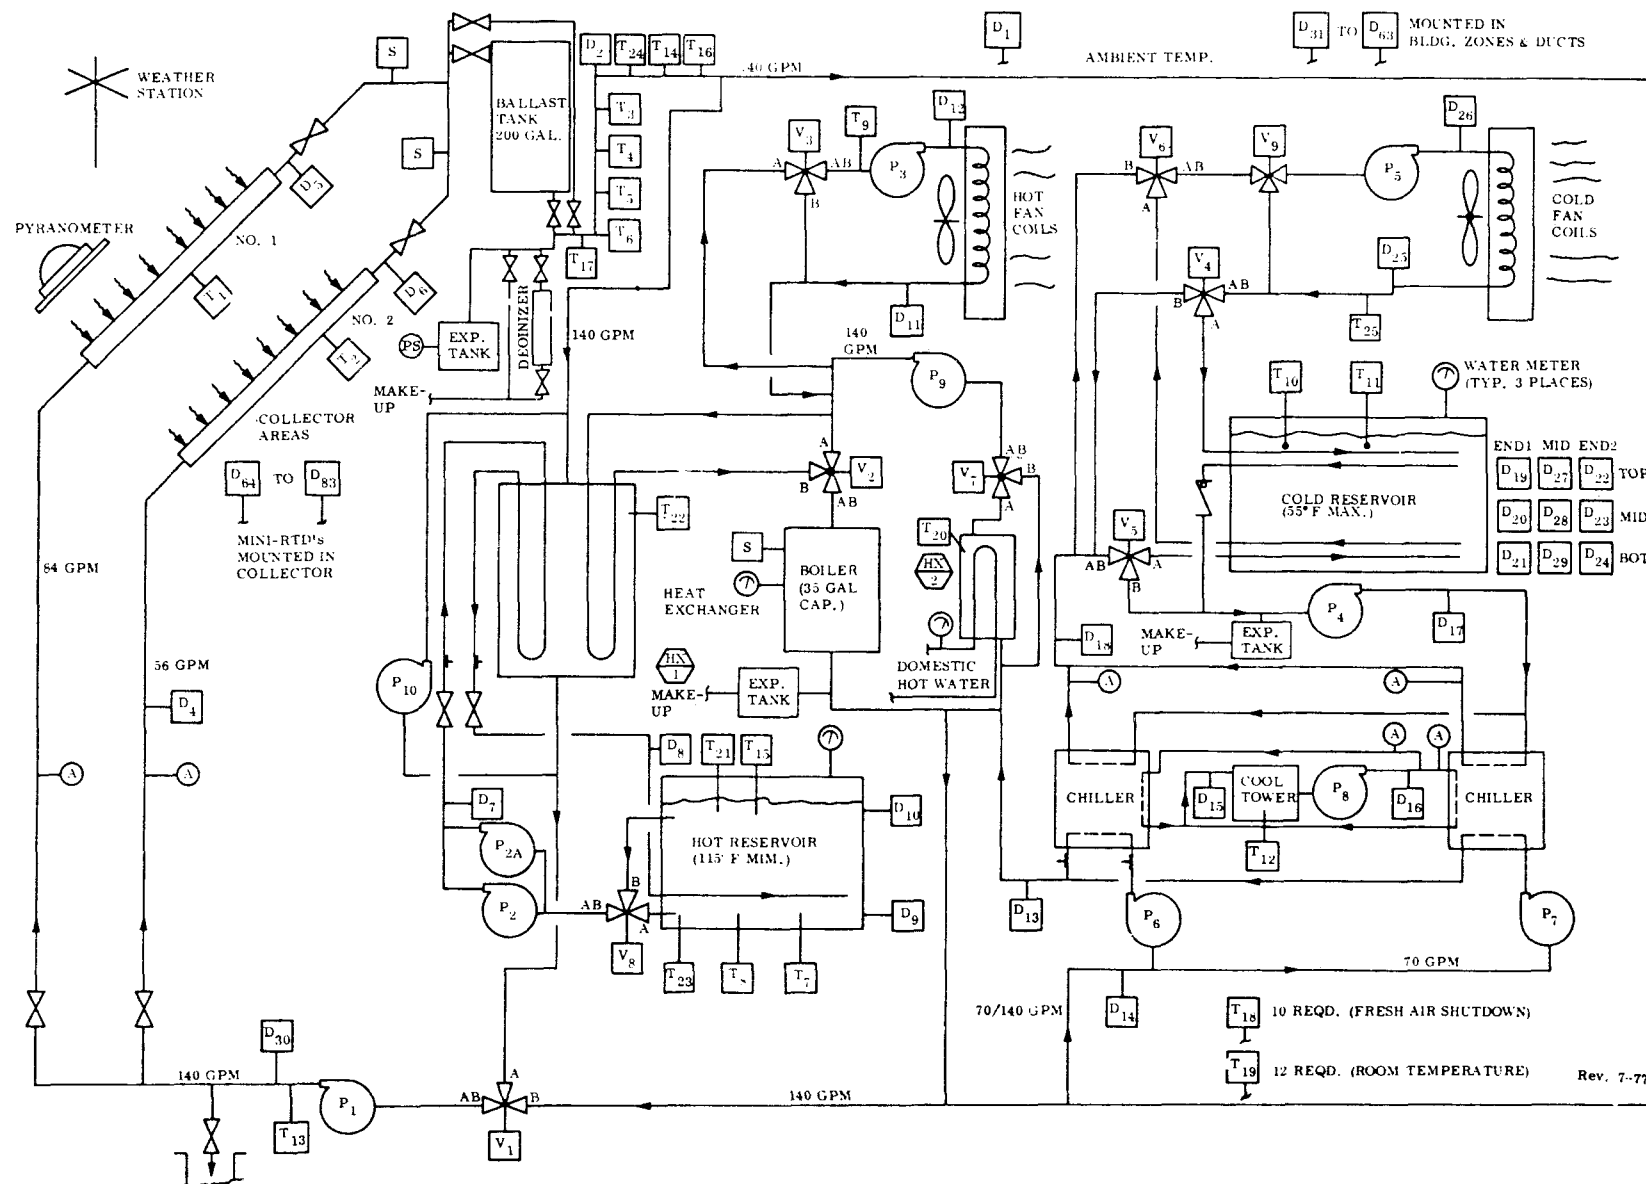 WEATHER
STATION
S
S
BALLAST
TANK
200 GAL.
D2
T24
T14
T16
140 GPM
T3
T4
T5
T6
T17
D1
AMBIENT TEMP.
D31 TO D63
MOUNTED IN
BLDG. ZONES & DUCTS
PYRANOMETER
NO. 1
D5
T1
NO. 2
D6
T2
PS
EXP.
TANK
DEOINIZER
MAKE-
UP
140 GPM
V3
A
AB
B
T9
P3
D12
HOT
FAN
COILS
D11
V6
B
AB
A
V9
P5
D26
COLD
FAN
COILS
V4
B
AB
A
D25
T25
COLLECTOR
AREAS
D64 TO D83
MINI-RTD's
MOUNTED IN
COLLECTOR
84 GPM
56 GPM
D4
A
A
140
GPM
P9
A
B
AB
V2
T22
AB
B
A
V7
T20
HX
2
S
BOILER
(35 GAL
CAP.)
HEAT
EXCHANGER
HX
1
MAKE-
UP
EXP.
TANK
DOMESTIC
HOT WATER
T10
T11
WATER METER
(TYP. 3 PLACES)
COLD RESERVOIR
(55° F MAX.)
END1 MID END2
D19 D27 D22 TOP
D20 D28 D23 MID
D21 D29 D24 BOT
V5
AB
A
B
P4
D17
MAKE-
UP
EXP.
TANK
D18
A
A
P10
D7
P2A
P2
D8
T21
T15
D10
HOT RESERVOIR
(115° F MIM.)
B
AB
A
V8
D9
T23
T8
T7
CHILLER
D15
COOL
TOWER
P8
A
A
D16
CHILLER
T12
D13
P6
P7
70 GPM
D14
70/140 GPM
T18 10 REQD. (FRESH AIR SHUTDOWN)
T19 12 REQD. (ROOM TEMPERATURE)
Rev. 7-77
140 GPM
D30
T13
P1
A
AB
B
V1
140 GPM